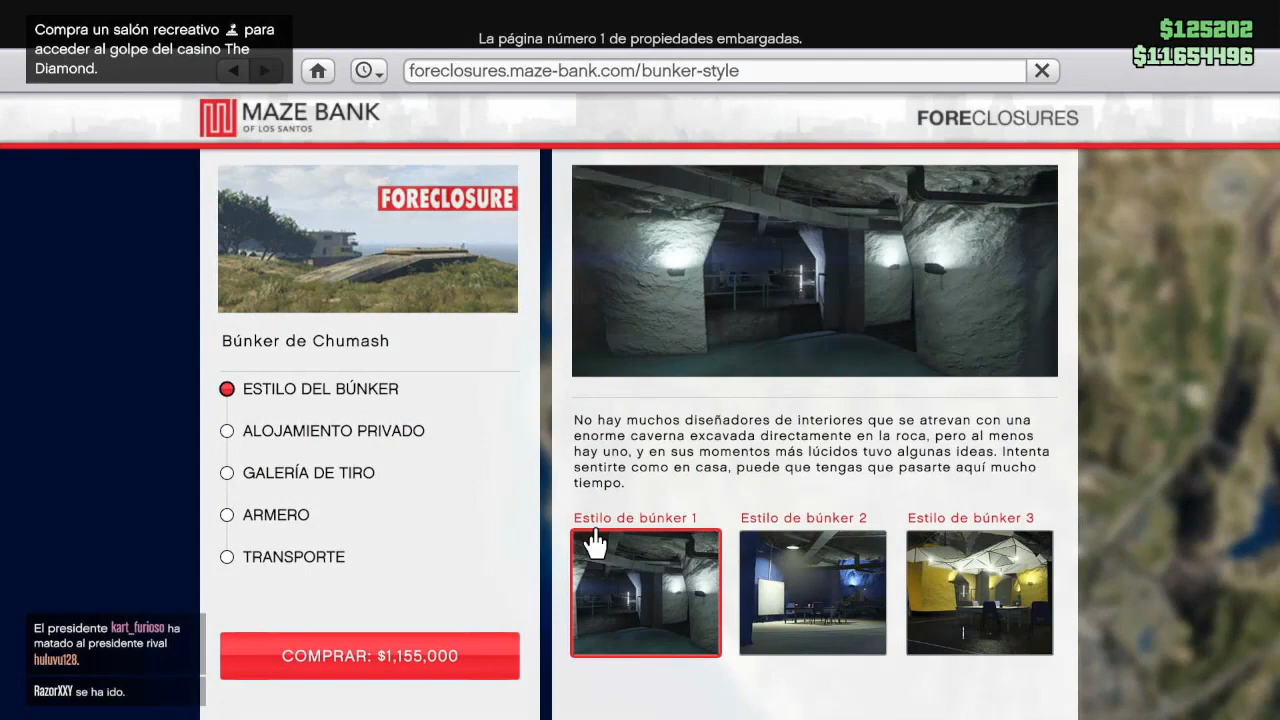 Compra un salón recreativo para
acceder al golpe del casino The
Diamond.
La página número 1 de propiedades embargadas.
$125202
$11654496
foreclosures.maze-bank.com/bunker-style
MAZE BANK
OF LOS SANTOS
FORECLOSURES
FORECLOSURE
Búnker de Chumash
ESTILO DEL BÚNKER
ALOJAMIENTO PRIVADO
GALERÍA DE TIRO
ARMERO
TRANSPORTE
COMPRAR: $1,155,000
No hay muchos diseñadores de interiores que se atrevan con una
enorme caverna excavada directamente en la roca, pero al menos
hay uno, y en sus momentos más lúcidos tuvo algunas ideas. Intenta
sentirte como en casa, puede que tengas que pasarte aquí mucho
tiempo.
Estilo de búnker 1
Estilo de búnker 2
Estilo de búnker 3
El presidente kart_furioso ha
matado al presidente rival
huluvu128.
RazorXXY se ha ido.